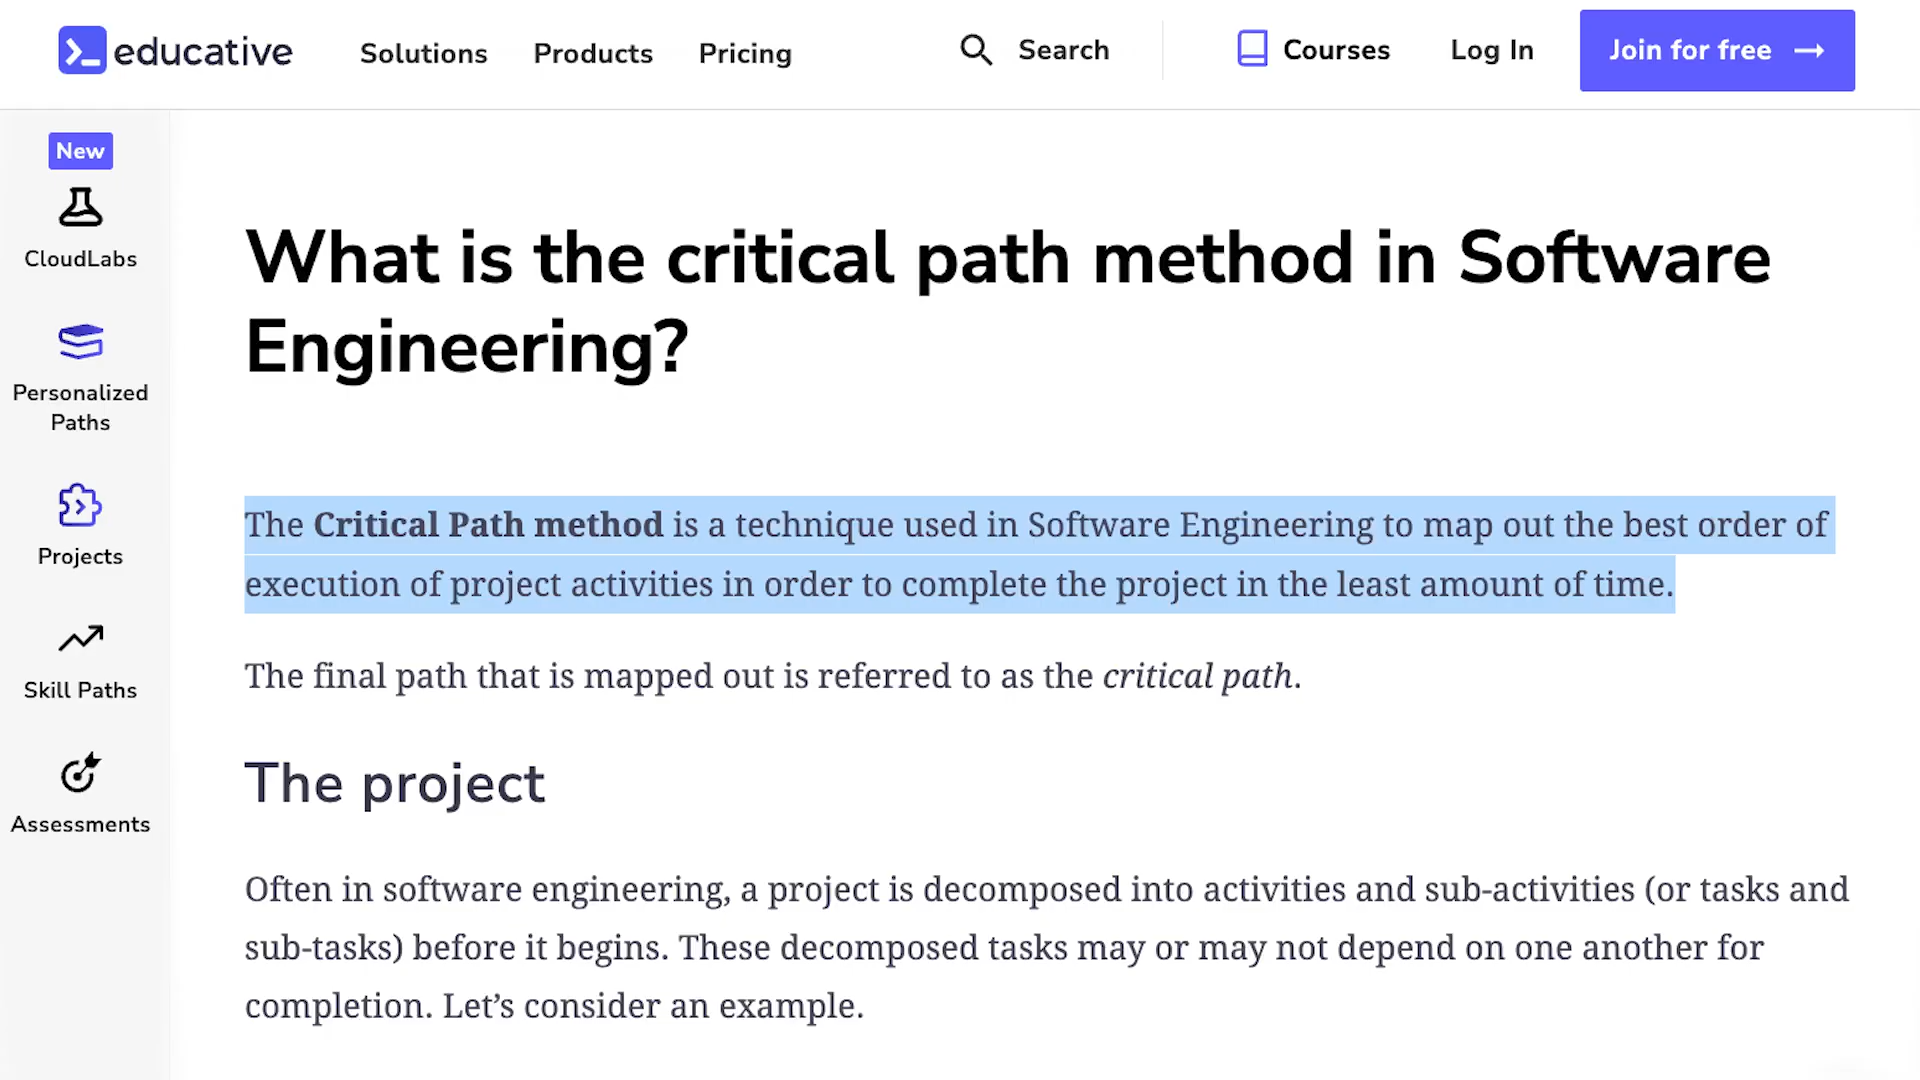 educative
Solutions Products Pricing Search Courses Log In Join for free →
New
CloudLabs
Personalized
Paths
Projects
Skill Paths
Assessments
What is the critical path method in Software
Engineering?
The Critical Path method is a technique used in Software Engineering to map out the best order of
execution of project activities in order to complete the project in the least amount of time.
The final path that is mapped out is referred to as the critical path.
The project
Often in software engineering, a project is decomposed into activities and sub-activities (or tasks and
sub-tasks) before it begins. These decomposed tasks may or may not depend on one another for
completion. Let’s consider an example.